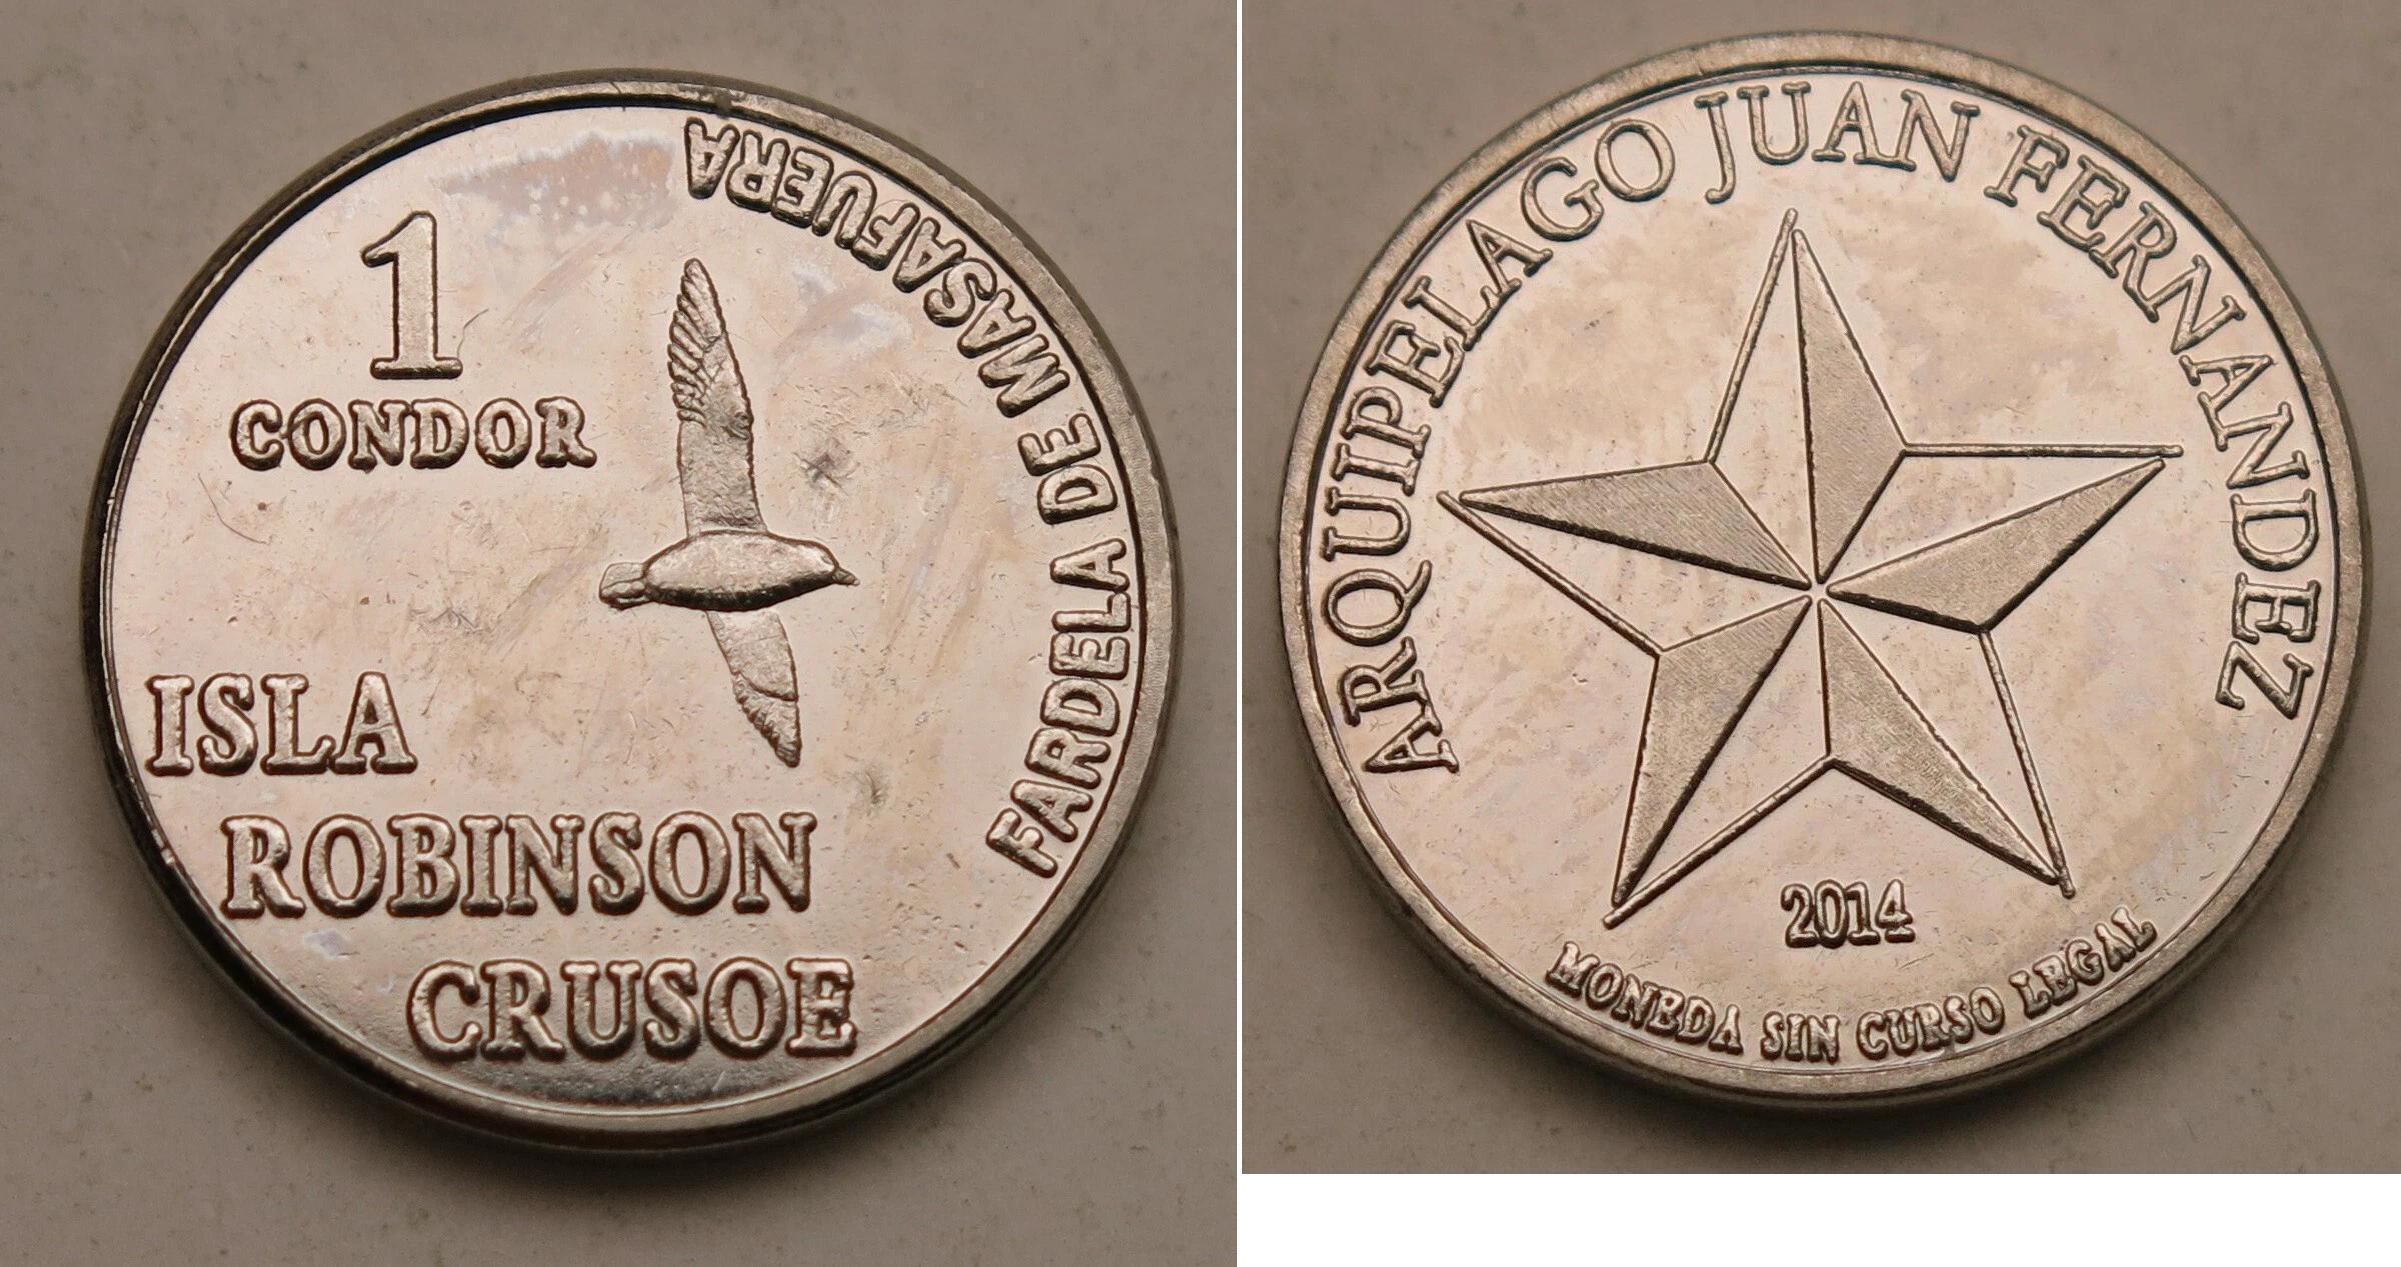 1
CONDOR
ISLA
ROBINSON
CRUSOE
FARDELA DE MASAFUERA
ARQUIPELAGO JUAN FERNANDEZ
2014
MONEDA SIN CURSO LEGAL